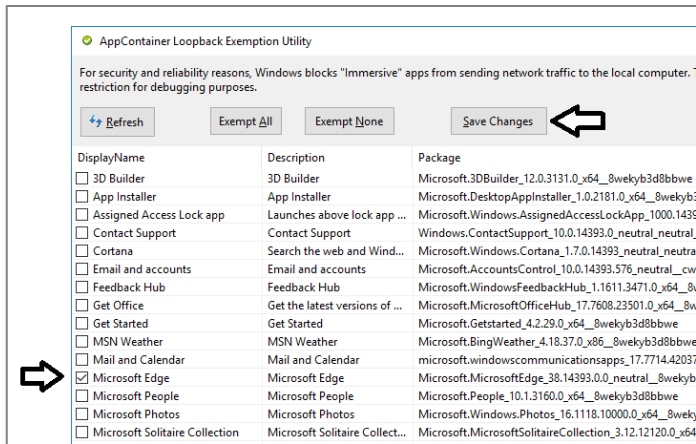 AppContainer Loopback Exemption Utility
For security and reliability reasons, Windows blocks "Immersive" apps from sending network traffic to the local computer.
restriction for debugging purposes.
Refresh Exempt All Exempt None Save Changes
DisplayName Description Package
3D Builder 3D Builder Microsoft.3DBuilder_12.0.3131.0_x64__8wekyb3d8bbwe
App Installer App Installer Microsoft.DesktopAppInstaller_1.0.2181.0_x64__8wekyb3
Assigned Access Lock app Launches above lock app ... Microsoft.Windows.AssignedAccessLockApp_1000.1439
Contact Support Contact Support Windows.ContactSupport_10.0.14393.0_neutral_neutral_
Cortana Search the web and Wind... Microsoft.Windows.Cortana_1.7.0.14393_neutral_neutra
Email and accounts Email and accounts Microsoft.AccountsControl_10.0.14393.576_neutral__cw
Feedback Hub Feedback Hub Microsoft.WindowsFeedbackHub_1.1611.3471.0_x64__8w
Get Office Get the latest versions of ... Microsoft.MicrosoftOfficeHub_17.7608.23501.0_x64__8w
Get Started Get Started Microsoft.Getstarted_4.2.29.0_x64__8wekyb3d8bbwe
MSN Weather MSN Weather Microsoft.BingWeather_4.18.37.0_x86__8wekyb3d8bbwe
Mail and Calendar Mail and Calendar microsoft.windowscommunicationsapps_17.7714.42037
Microsoft Edge Microsoft Edge Microsoft.MicrosoftEdge_38.14393.0.0_neutral__8wekyb
Microsoft People Microsoft People Microsoft.People_10.1.3160.0_x64__8wekyb3d8bbwe
Microsoft Photos Microsoft Photos Microsoft.Windows.Photos_16.1118.10000.0_x64__8weky
Microsoft Solitaire Collection Microsoft Solitaire Collect... Microsoft.MicrosoftSolitaireCollection_3.12.12120.0_x64